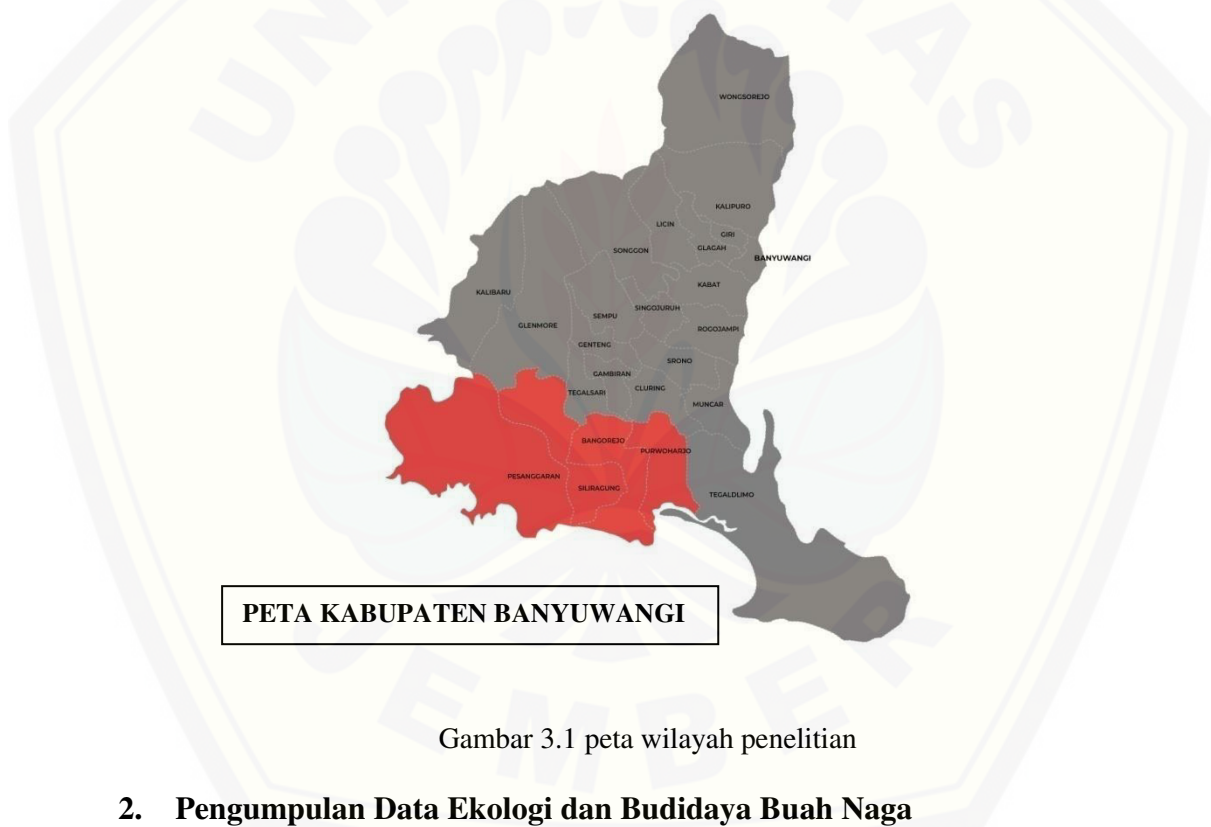 WONGSOREJO
KALIPURO
LICIN
GIRI
SONGGON
GLAGAH
BANYUWANGI
KABAT
KALIBARU
SINGOJURUH
SEMPU
GLENMORE
ROGOJAMPI
GENTENG
SRONO
GAMBIRAN
CLURING
TEGALSARI
MUNCAR
BANGOREJO
PURWOHARJO
PESANGGARAN
SILIRAGUNG
TEGALDLIMO
PETA KABUPATEN BANYUWANGI
UNIVERSITAS
JEMBER
Gambar 3.1 peta wilayah penelitian
2. Pengumpulan Data Ekologi dan Budidaya Buah Naga